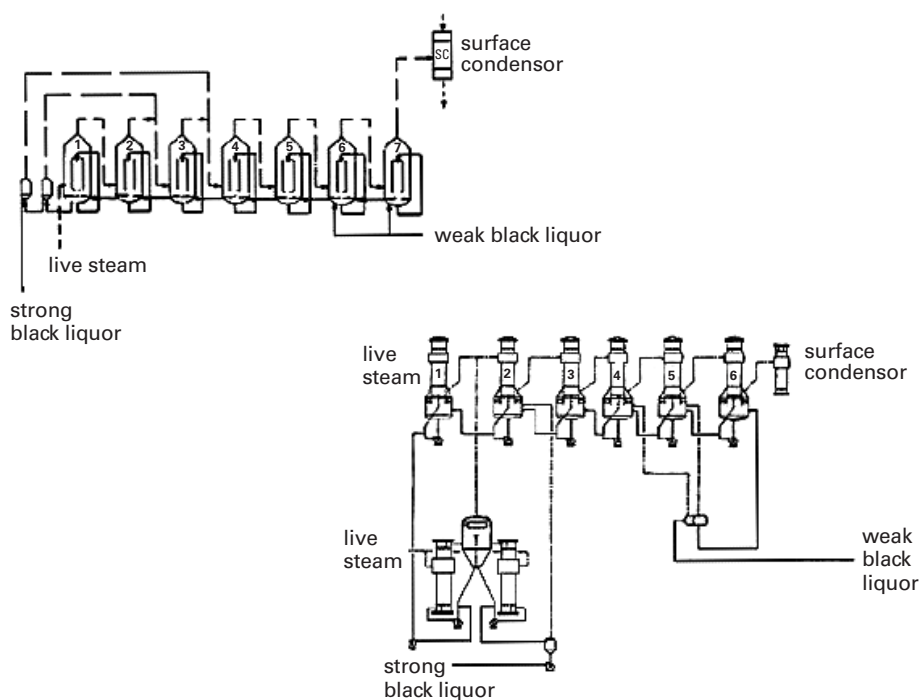 SC
surface
condensor
1 2 3 4 5 6 7
weak black liquor
live steam
strong
black liquor
live
steam
1 2 3 4 5 6
surface
condensor
live
steam
weak
black
liquor
strong
black liquor